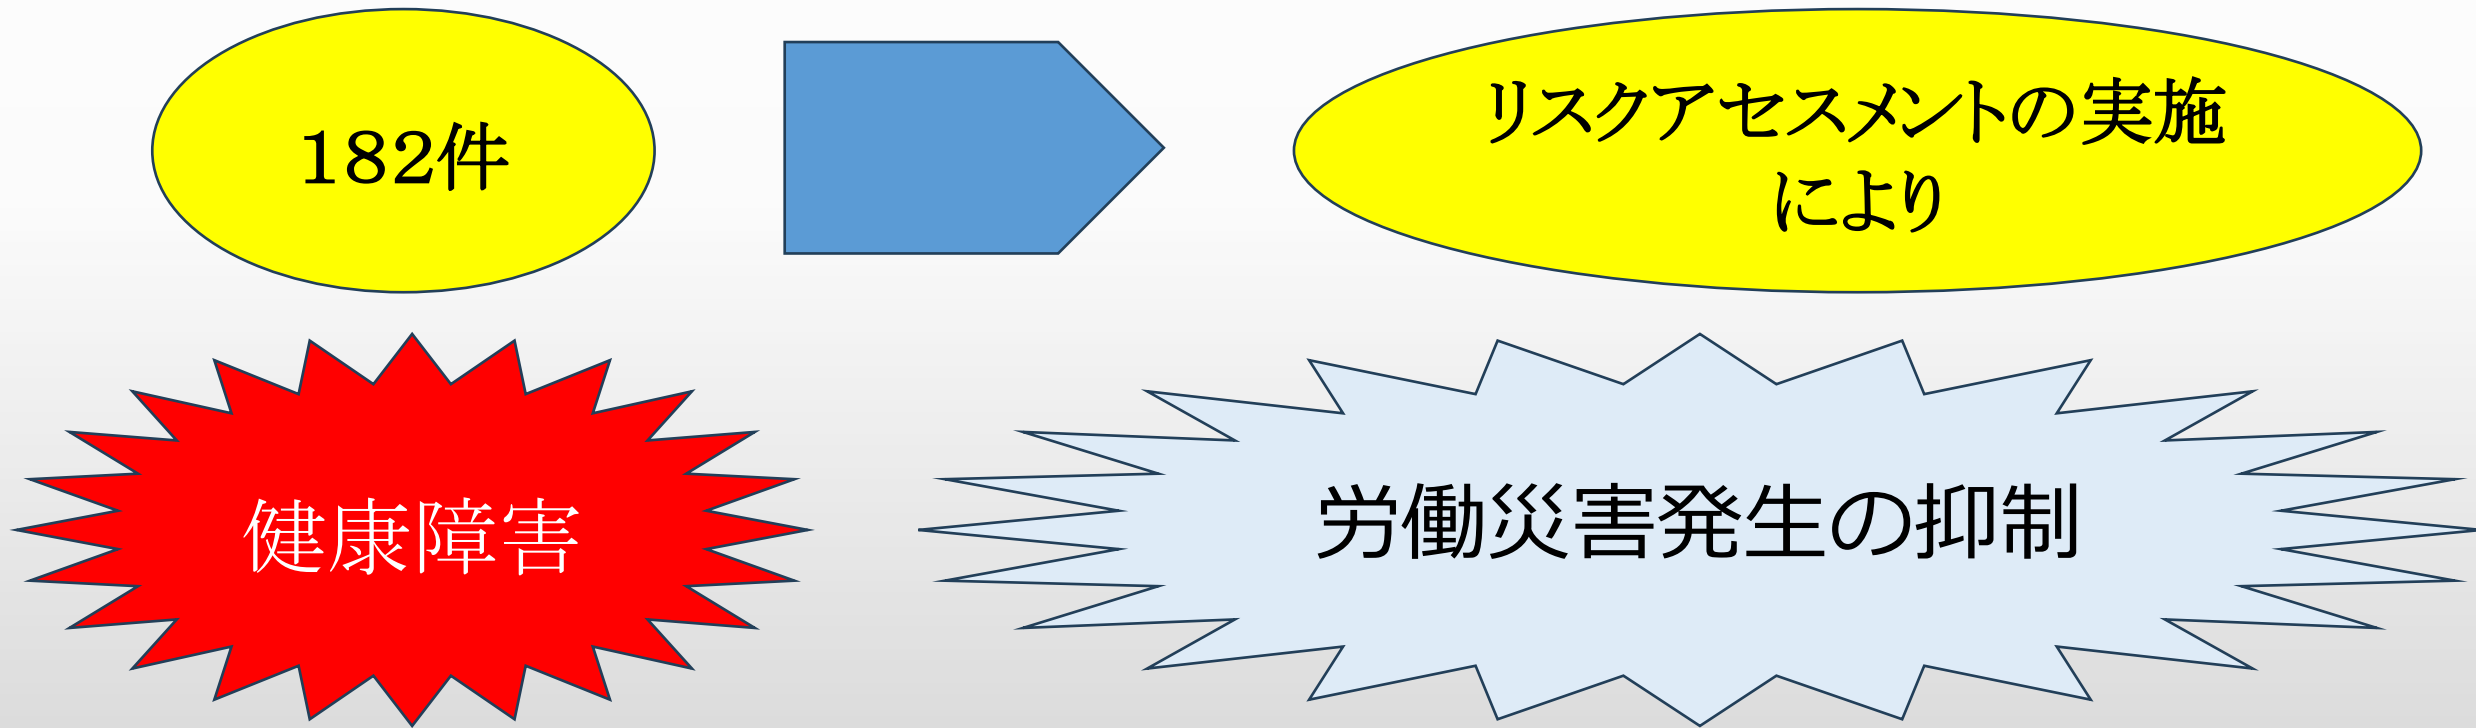 182件
リスクアセスメントの実施
により
健康障害
労働災害発生の抑制